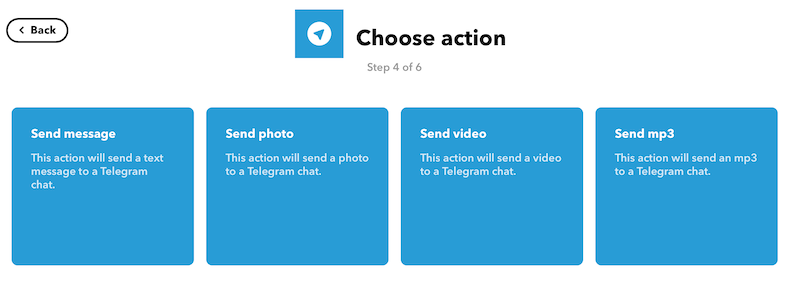 Back
Choose action
Step 4 of 6
Send message
This action will send a text
message to a Telegram
chat.
Send photo
This action will send a photo
to a Telegram chat.
Send video
This action will send a video
to a Telegram chat.
Send mp3
This action will send an mp3
to a Telegram chat.